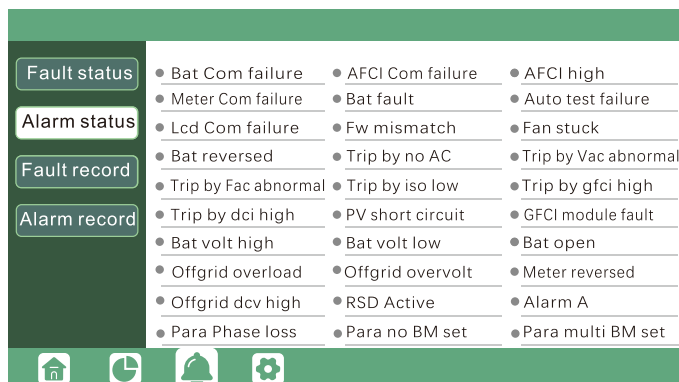 Fault status
Alarm status
Fault record
Alarm record
Bat Com failure AFCI Com failure AFCI high
Meter Com failure Bat fault Auto test failure
Lcd Com failure Fw mismatch Fan stuck
Bat reversed Trip by no AC Trip by Vac abnormal
Trip by Fac abnormal Trip by iso low Trip by gfci high
Trip by dci high PV short circuit GFCI module fault
Bat volt high Bat volt low Bat open
Offgrid overload Offgrid overvolt Meter reversed
Offgrid dcv high RSD Active Alarm A
Para Phase loss Para no BM set Para multi BM set